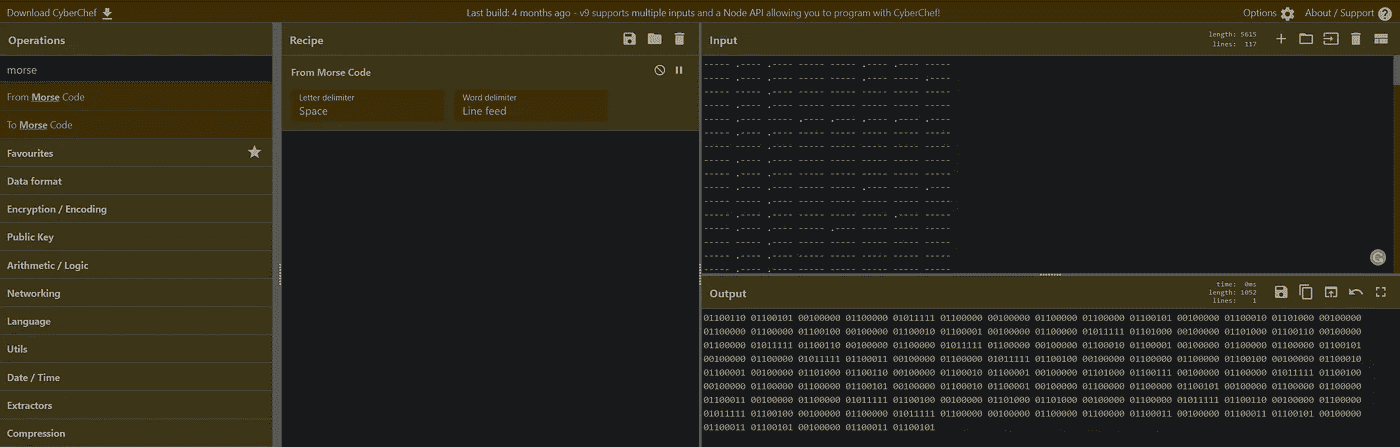 Download CyberChef
Last build: 4 months ago - v9 supports multiple inputs and a Node API allowing you to program with CyberChef!
Options
About / Support
Operations
morse
From Morse Code
To Morse Code
Favourites
Data format
Encryption / Encoding
Public Key
Arithmetic / Logic
Networking
Language
Utils
Date / Time
Extractors
Compression
Recipe
From Morse Code
Letter delimiter
Space
Word delimiter
Line feed
Input
length: 5615
lines: 117
----- .---- .---- ----- ----- .---- .---- -----
----- .---- .---- ----- ----- .---- ----- .----
----- ----- .---- ----- ----- ----- ----- -----
----- .---- .---- ----- ----- ----- ----- -----
----- .---- ----- .---- .---- .---- .---- .----
----- .---- .---- ----- ----- ----- ----- -----
----- ----- .---- ----- ----- ----- ----- -----
----- .---- .---- ----- ----- ----- ----- -----
----- .---- .---- ----- ----- ----- ----- -----
----- .---- .---- ----- ----- .---- ----- .----
----- ----- .---- ----- ----- ----- ----- -----
----- .---- .---- ----- ----- ----- .---- -----
----- .---- .---- ----- .---- ----- ----- -----
----- ----- .---- ----- ----- ----- ----- -----
----- .---- .---- ----- ----- ----- ----- -----
----- .---- .---- ----- ----- ----- ----- -----
Output
time: 0ms
length: 1052
lines: 1
01100110 01100101 00100000 01100000 01011111 01100000 00100000 01100000 01100000 01100101 00100000 01100010 01101000 00100000
01100000 01100000 01100100 00100000 01100010 01100001 00100000 01100000 01011111 01101000 00100000 01101000 01100110 00100000
01100000 01011111 01100110 00100000 01100000 01011111 01100000 00100000 01100010 01100001 00100000 01100000 01100000 01100101
00100000 01100000 01011111 01100011 00100000 01100000 01011111 01100100 00100000 01100000 01100000 01100100 00100000 01100010
01100001 00100000 01101000 01100110 00100000 01100010 01100001 00100000 01101000 01100111 00100000 01100000 01011111 01100100
00100000 01100000 01100000 01100101 00100000 01100010 01100001 00100000 01100000 01100000 01100101 00100000 01100000 01100000
01100011 00100000 01100000 01011111 01100100 00100000 01101000 01101000 00100000 01100000 01011111 01100110 00100000 01100000
01011111 01100100 00100000 01100000 01011111 01100000 00100000 01100000 01100000 01100011 00100000 01100011 01100101 00100000
01100011 01100101 00100000 01100011 01100101